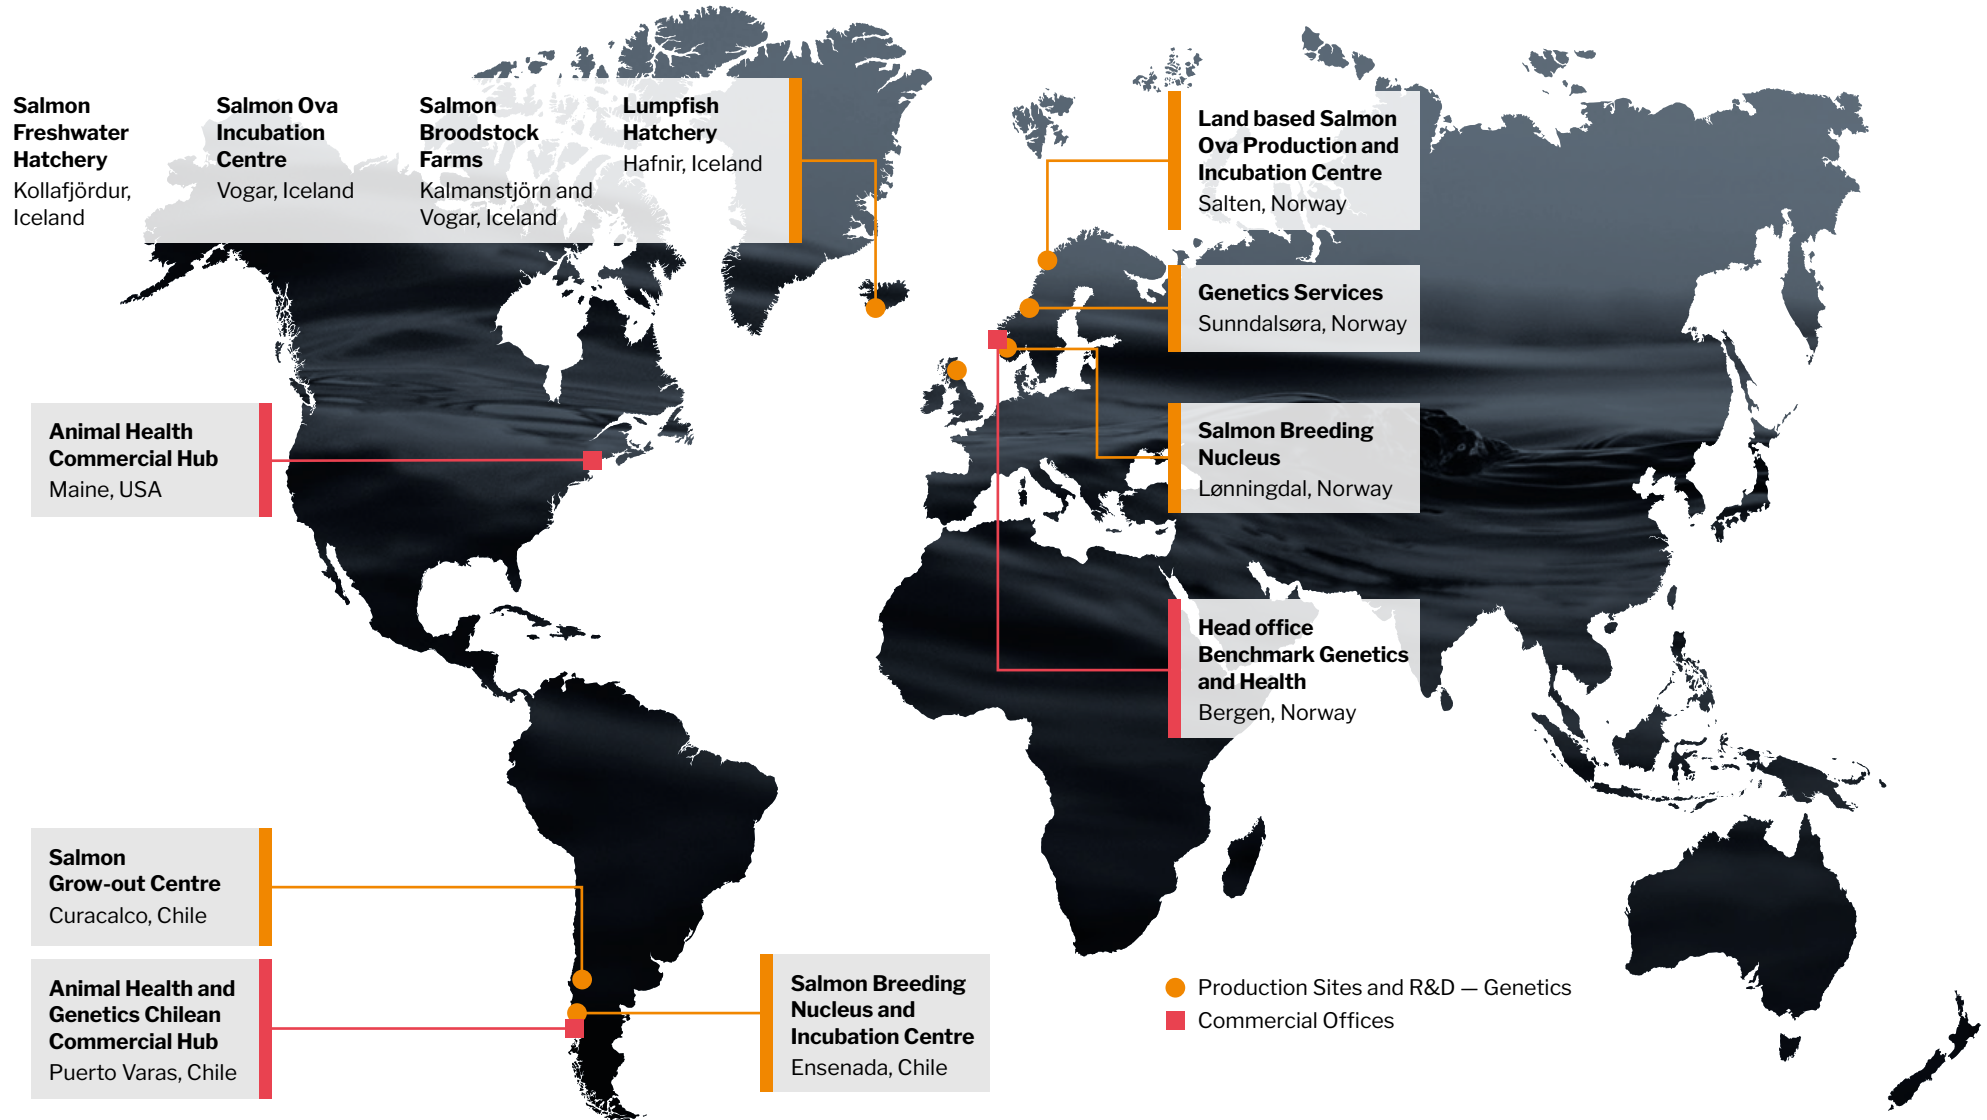 Salmon
Freshwater
Hatchery
Kollafjördur,
Iceland
Salmon Ova
Incubation
Centre
Vogar, Iceland
Salmon
Broodstock
Farms
Kalmanstjörn and
Vogar, Iceland
Lumpfish
Hatchery
Hafnir, Iceland
Land based Salmon
Ova Production and
Incubation Centre
Salten, Norway
Genetics Services
Sunndalsøra, Norway
Animal Health
Commercial Hub
Maine, USA
Salmon Breeding
Nucleus
Lønningdal, Norway
Head office
Benchmark Genetics
and Health
Bergen, Norway
Salmon
Grow-out Centre
Curacalco, Chile
Animal Health and
Genetics Chilean
Commercial Hub
Puerto Varas, Chile
Salmon Breeding
Nucleus and
Incubation Centre
Ensenada, Chile
Production Sites and R&D — Genetics
Commercial Offices